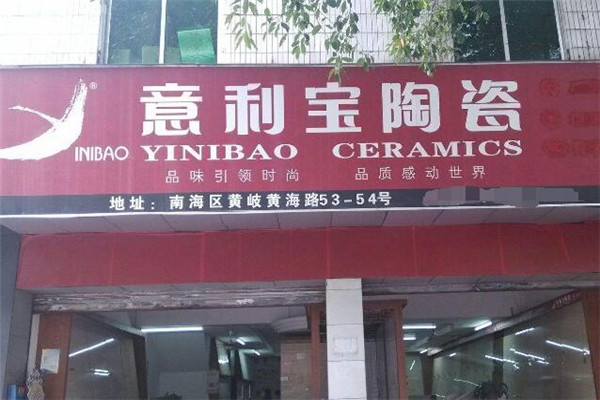 意利宝陶瓷
®
INIBAO YINIBAO CERAMICS
品味引领时尚 品质感动世界
地址：南海区黄岐黄海路53-54号